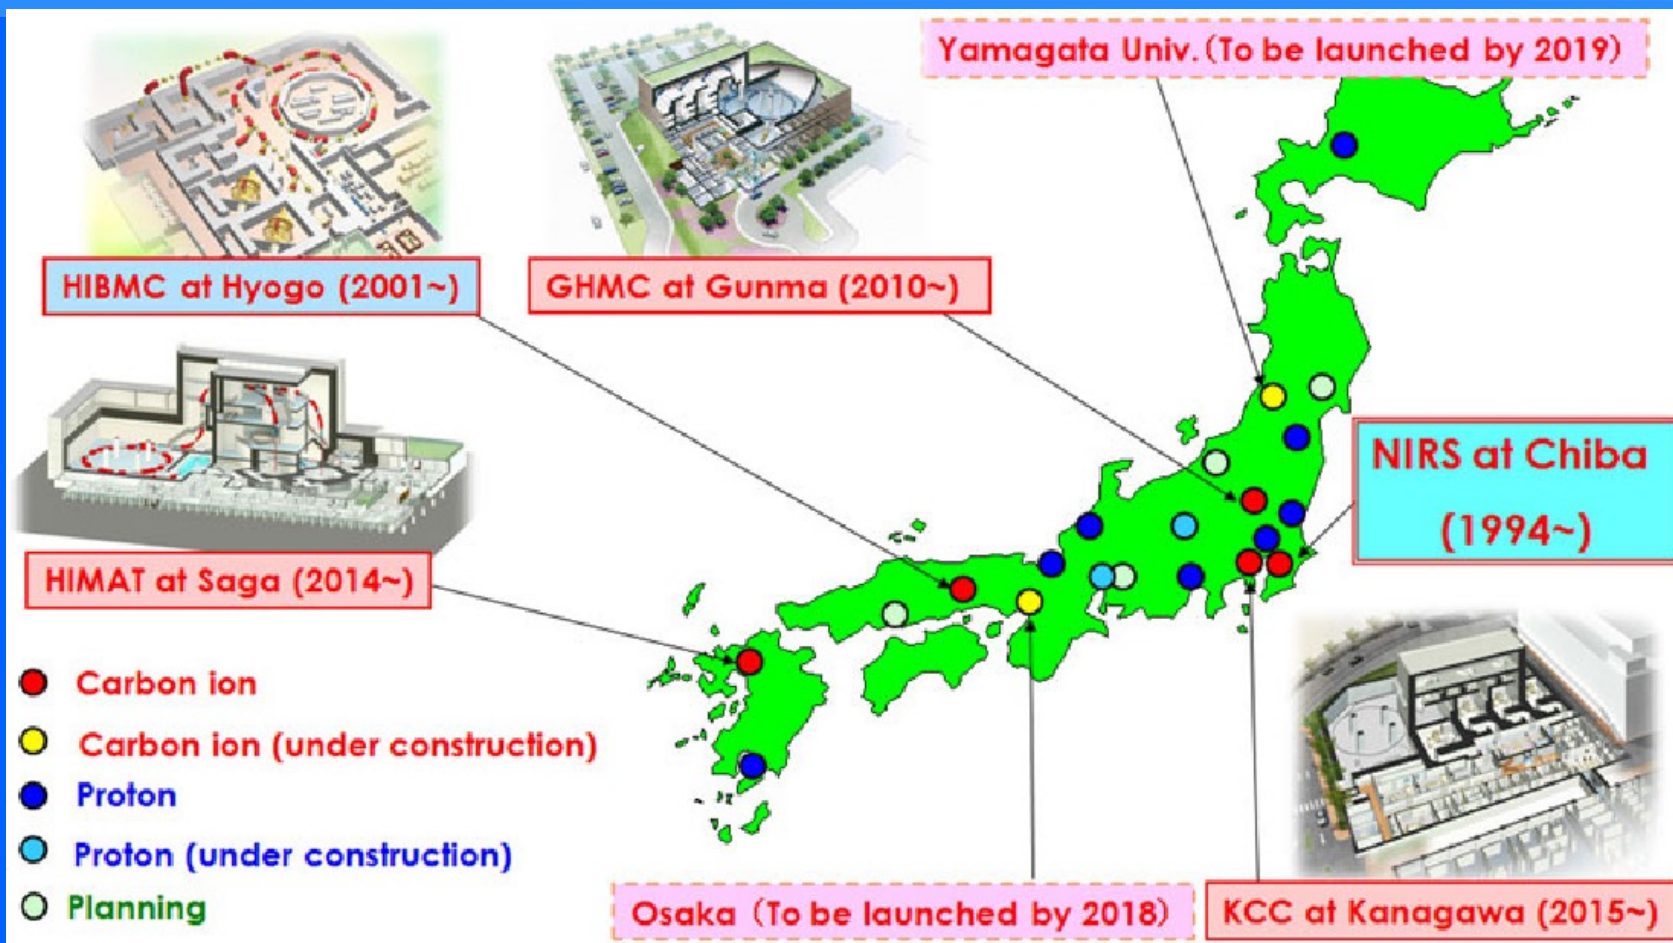 Yamagata Univ.（To be launched by 2019）
HIBMC at Hyogo (2001~)
GHMC at Gunma (2010~)
NIRS at Chiba
(1994~)
HIMAT at Saga (2014~)
Carbon ion
Carbon ion (under construction)
Proton
Proton (under construction)
Planning
Osaka（To be launched by 2018）
KCC at Kanagawa (2015~)